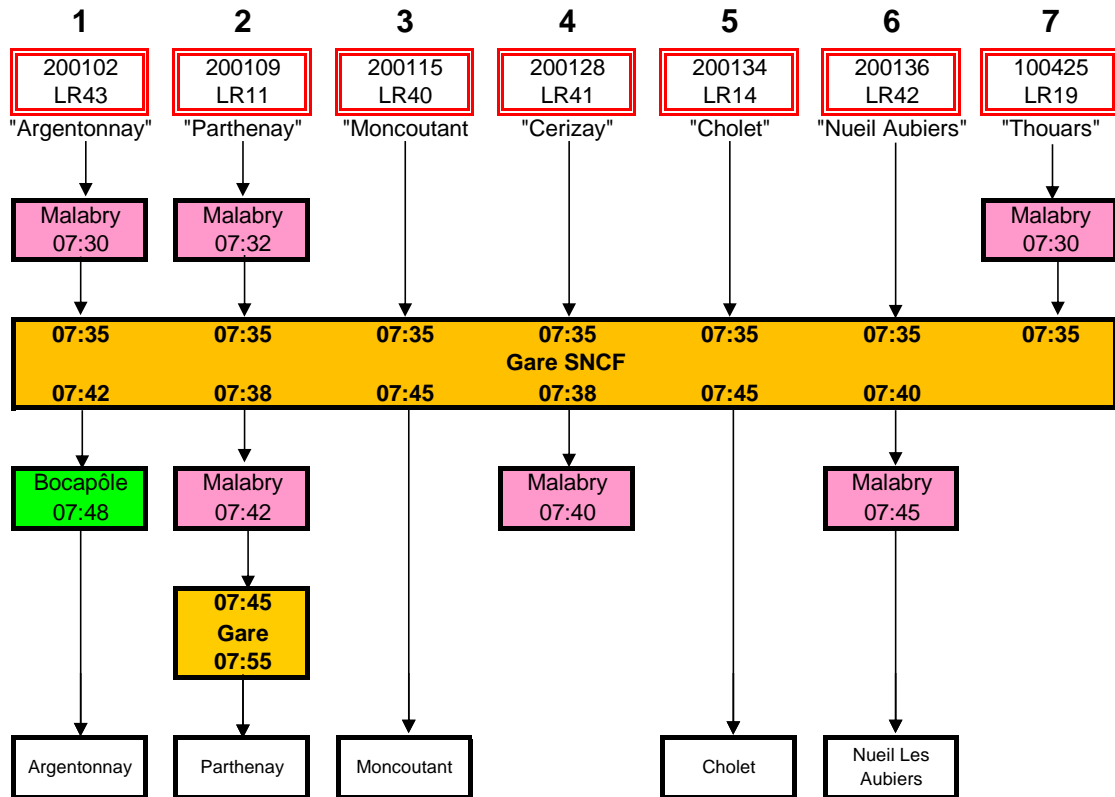 1 2 3 4 5 6 7
200102 200109 200115 200128 200134 200136 100425
LR43 LR11 LR40 LR41 LR14 LR42 LR19
"Argentonnay" "Parthenay" "Moncoutant "Cerizay" "Cholet" "Nueil Aubiers" "Thouars"
Malabry Malabry Malabry
07:30 07:32 07:30
07:35 07:35 07:35 07:35 07:35 07:35 07:35
Gare SNCF
07:42 07:38 07:45 07:38 07:45 07:40
Bocapôle Malabry Malabry Malabry
07:48 07:42 07:40 07:45
07:45
Gare
07:55
Argentonnay Parthenay Moncoutant Cholet Nueil Les
Aubiers